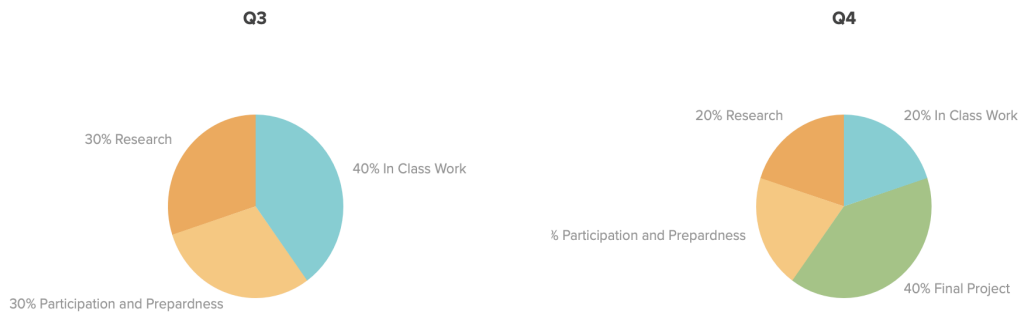 Q3
30% Research
40% In Class Work
30% Participation and Prepardness
Q4
20% Research
20% In Class Work
% Participation and Prepardness
40% Final Project